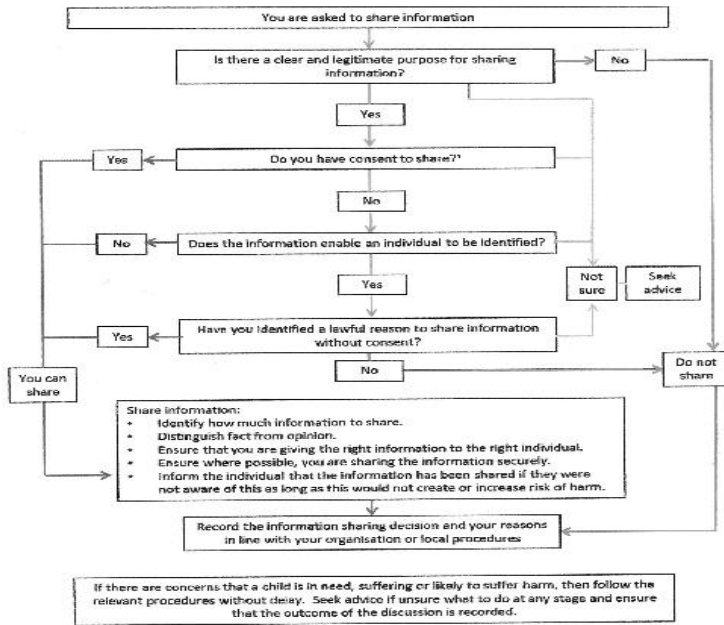 You are asked to share information
Is there a clear and legitimate purpose for sharing
information?
No
Yes
Yes
Do you have consent to share?¹
No
No
Does the information enable an individual to be identified?
Yes
Not
sure
Seek
advice
Yes
Have you identified a lawful reason to share information
without consent?
No
You can
share
Do not
share
Share information:
• Identify how much information to share.
• Distinguish fact from opinion.
• Ensure that you are giving the right information to the right individual.
• Ensure where possible, you are sharing the information securely.
• Inform the individual that the information has been shared if they were
not aware of this as long as this would not create or increase risk of harm.
Record the information sharing decision and your reasons
in line with your organisation or local procedures
If there are concerns that a child is in need, suffering or likely to suffer harm, then follow the
relevant procedures without delay. Seek advice if unsure what to do at any stage and ensure
that the outcome of the discussion is recorded.